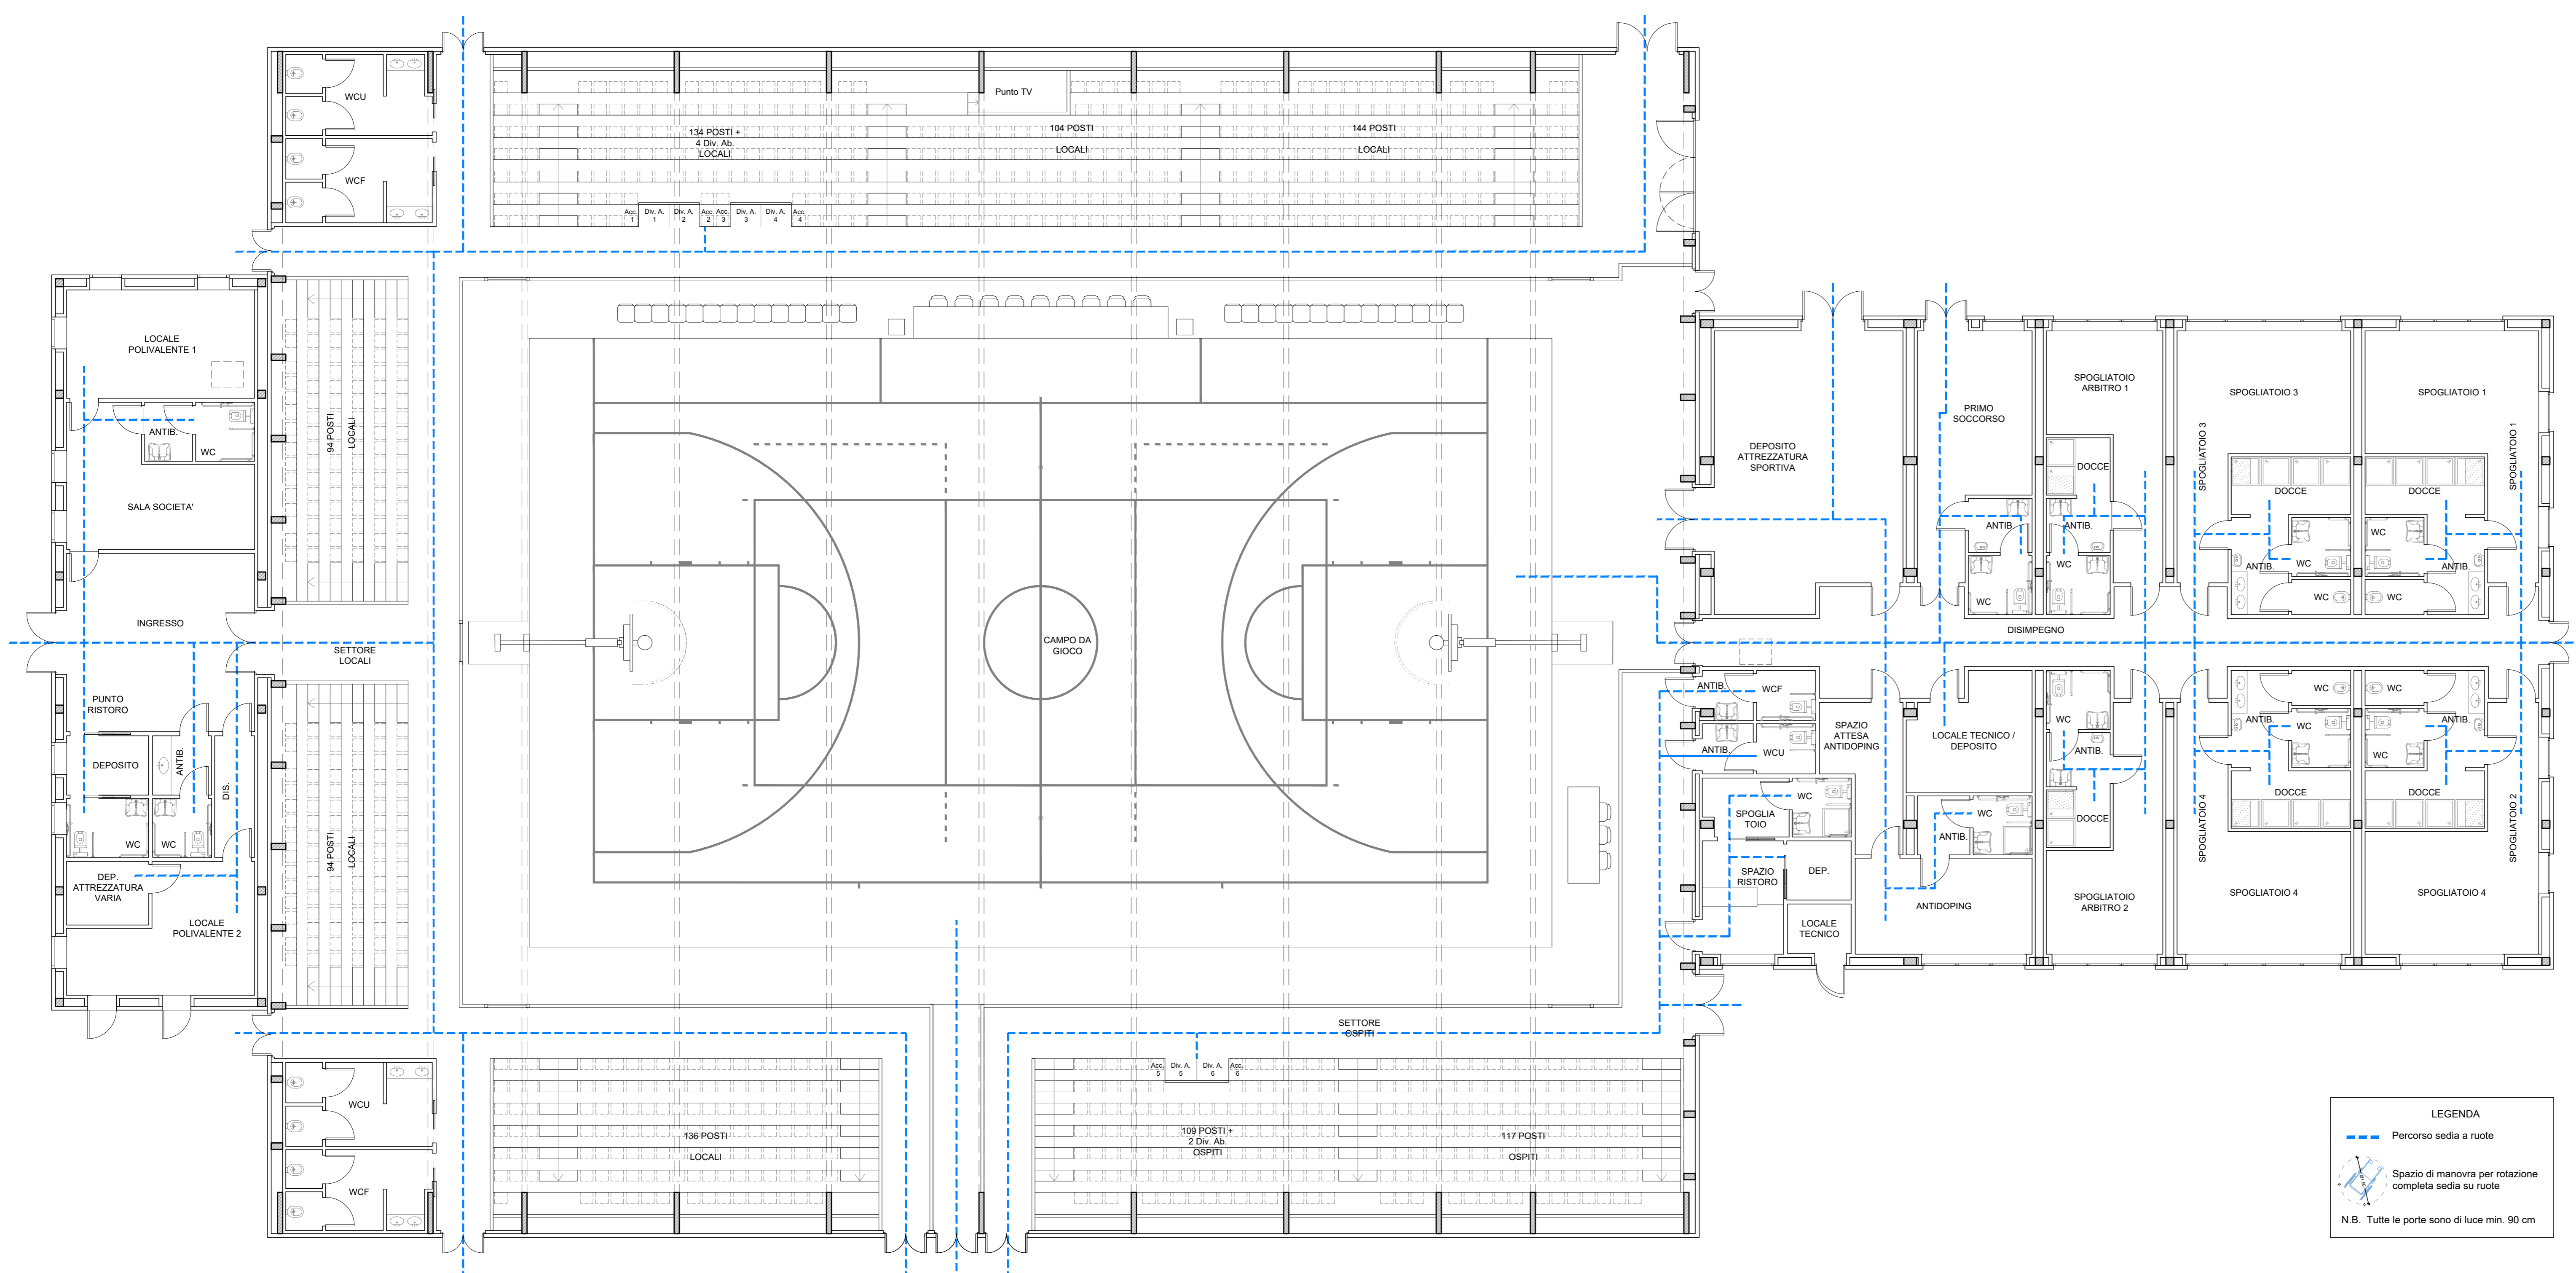 WCU
WCF
Punto TV
134 POSTI +
4 Div. Ab.
LOCALI
104 POSTI
LOCALI
144 POSTI
LOCALI
Acc.
1
Div. A.
1
Div. A.
2
Acc.
2
Acc.
3
Div. A.
3
Div. A.
4
Acc.
4
LOCALE
POLIVALENTE 1
ANTIB.
WC
SALA SOCIETA'
INGRESSO
94 POSTI
LOCALI
SETTORE
LOCALI
PUNTO
RISTORO
DEPOSITO
ANTIB.
DIS.
WC
WC
DEP.
ATTREZZATURA
VARIA
LOCALE
POLIVALENTE 2
94 POSTI
LOCALI
CAMPO DA
GIOCO
DEPOSITO
ATTREZZATURA
SPORTIVA
PRIMO
SOCCORSO
ANTIB.
WC
SPOGLIATOIO
ARBITRO 1
DOCCE
ANTIB.
WC
SPOGLIATOIO 3
SPOGLIATOIO 3
DOCCE
WC
ANTIB.
WC
SPOGLIATOIO 1
SPOGLIATOIO 1
DOCCE
WC
ANTIB.
WC
DISIMPEGNO
ANTIB.
WCF
ANTIB.
WCU
SPAZIO
ATTESA
ANTIDOPING
LOCALE TECNICO /
DEPOSITO
WC
ANTIB.
DOCCE
SPOGLIATOIO
ARBITRO 2
WC
ANTIB.
WC
DOCCE
SPOGLIATOIO 4
SPOGLIATOIO 4
WC
ANTIB.
WC
DOCCE
SPOGLIATOIO 2
SPOGLIATOIO 4
SPOGLIA
TOIO
WC
SPAZIO
RISTORO
DEP.
LOCALE
TECNICO
WC
ANTIB.
ANTIDOPING
SETTORE
OSPITI
WCU
WCF
136 POSTI
LOCALI
Acc.
5
Div. A.
5
Div. A.
6
Acc.
6
109 POSTI +
2 Div. Ab.
OSPITI
117 POSTI
OSPITI
LEGENDA
Percorso sedia a ruote
Spazio di manovra per rotazione
completa sedia su ruote
N.B. Tutte le porte sono di luce min. 90 cm